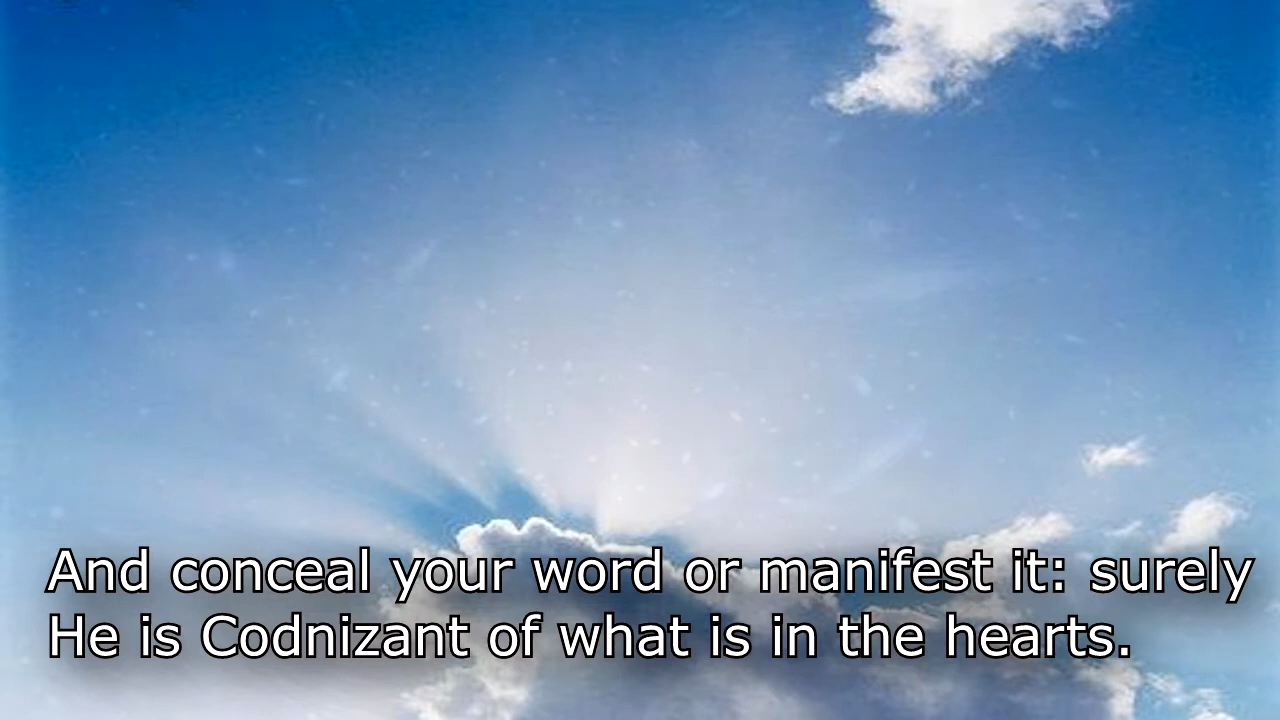 And conceal your word or manifest it: surely
He is Codnizant of what is in the hearts.